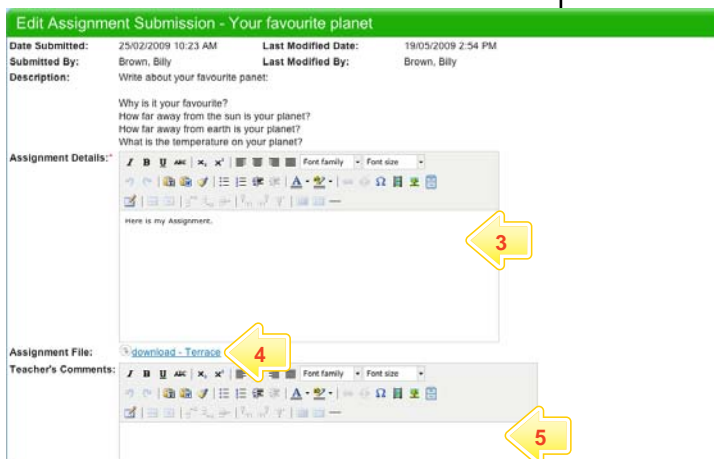 Edit Assignment Submission - Your favourite planet
Date Submitted: 25/02/2009 10:23 AM Last Modified Date: 19/05/2009 2:54 PM
Submitted By: Brown, Billy Last Modified By: Brown, Billy
Description: Write about your favourite panet:
Why is it your favourite?
How far away from the sun is your planet?
How far away from earth is your planet?
What is the temperature on your planet?
Assignment Details:*
I B U ABC x, x' Font family Font size
A Ω
Here is my Assignment.
3
Assignment File: download - Terrace
4
Teacher's Comments:
I B U ABC x, x' Font family Font size
A Ω
5